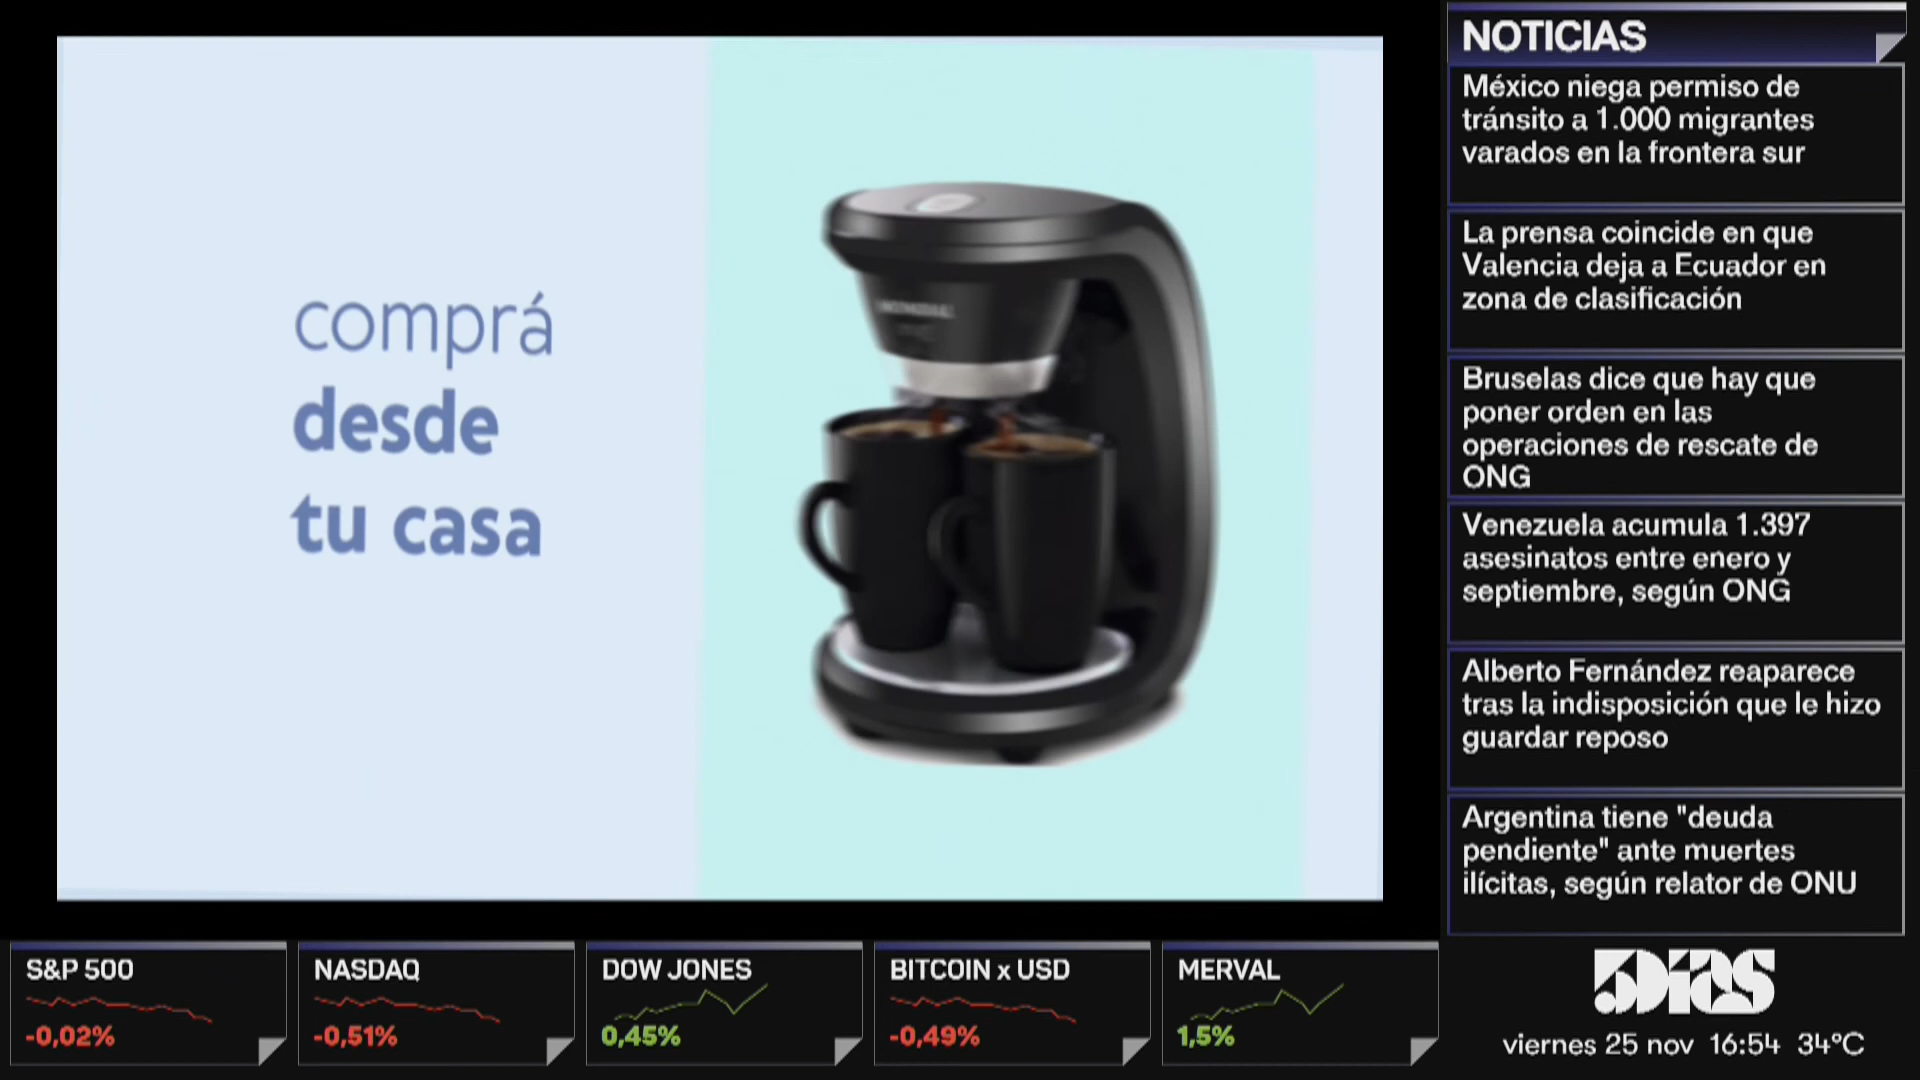 comprá
desde
tu casa
NOTICIAS
México niega permiso de
tránsito a 1.000 migrantes
varados en la frontera sur
La prensa coincide en que
Valencia deja a Ecuador en
zona de clasificación
Bruselas dice que hay que
poner orden en las
operaciones de rescate de
ONG
Venezuela acumula 1.397
asesinatos entre enero y
septiembre, según ONG
Alberto Fernández reaparece
tras la indisposición que le hizo
guardar reposo
Argentina tiene "deuda
pendiente" ante muertes
ilícitas, según relator de ONU
S&P 500
-0,02%
NASDAQ
-0,51%
DOW JONES
0,45%
BITCOIN x USD
-0,49%
MERVAL
1,5%
5DIAS
viernes 25 nov 16:54 34°C